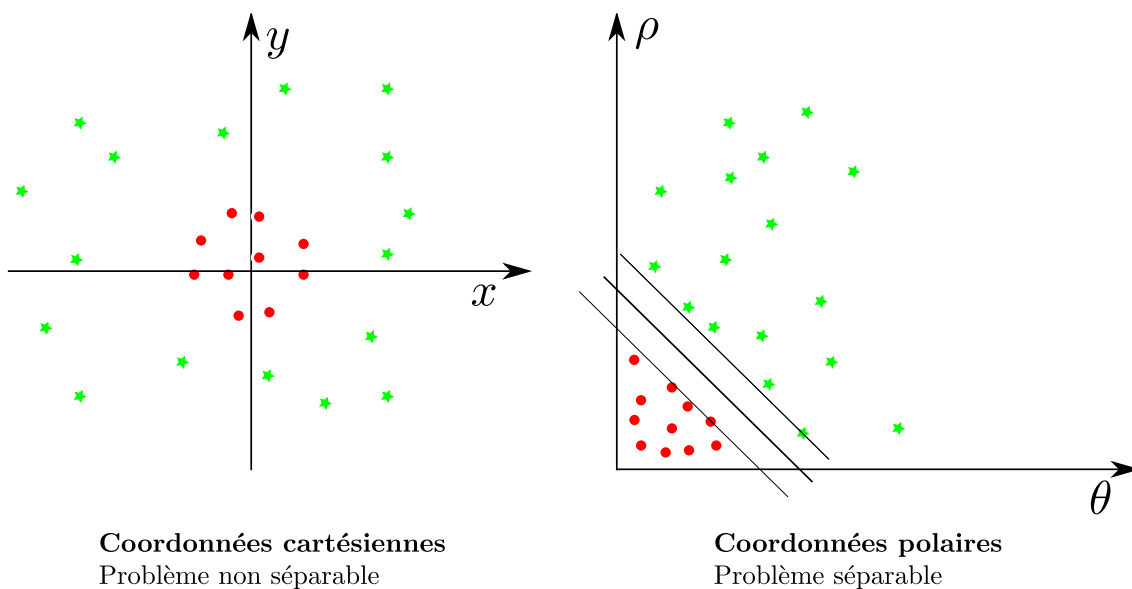 y
x
Coordonnées cartésiennes
Problème non séparable
ρ
θ
Coordonnées polaires
Problème séparable